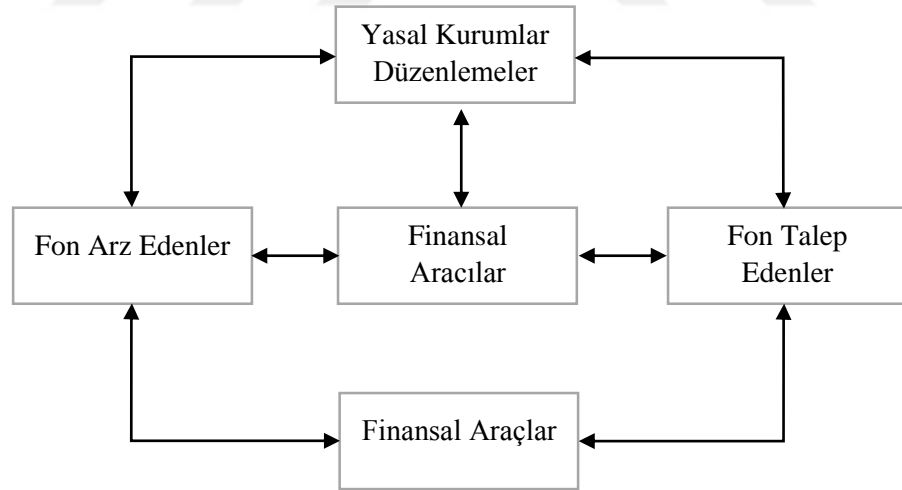 Yasal Kurumlar
Düzenlemeler
Fon Arz Edenler
Finansal
Aracılar
Fon Talep
Edenler
Finansal Araçlar